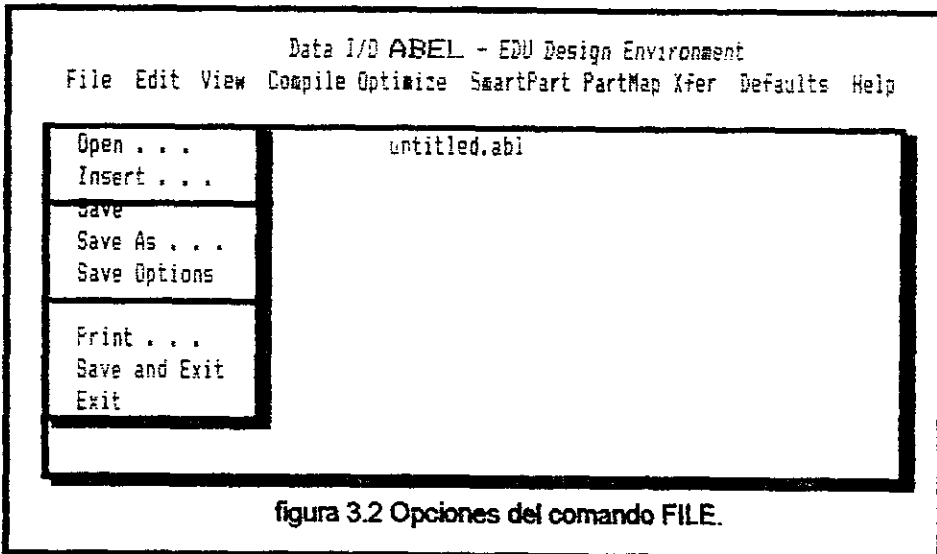 Data I/O ABEL - EDU Design Environment
File Edit View Compile Optimize SmartPart PartMap Xfer Defaults Help
Open . . .
untitled.abl
Insert . . .
Save
Save As . . .
Save Options
Print . . .
Save and Exit
Exit
figura 3.2 Opciones del comando FILE.